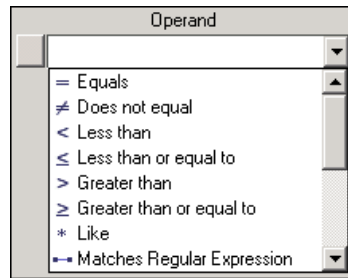 Operand
= Equals
≠ Does not equal
< Less than
≤ Less than or equal to
> Greater than
≥ Greater than or equal to
* Like
Matches Regular Expression